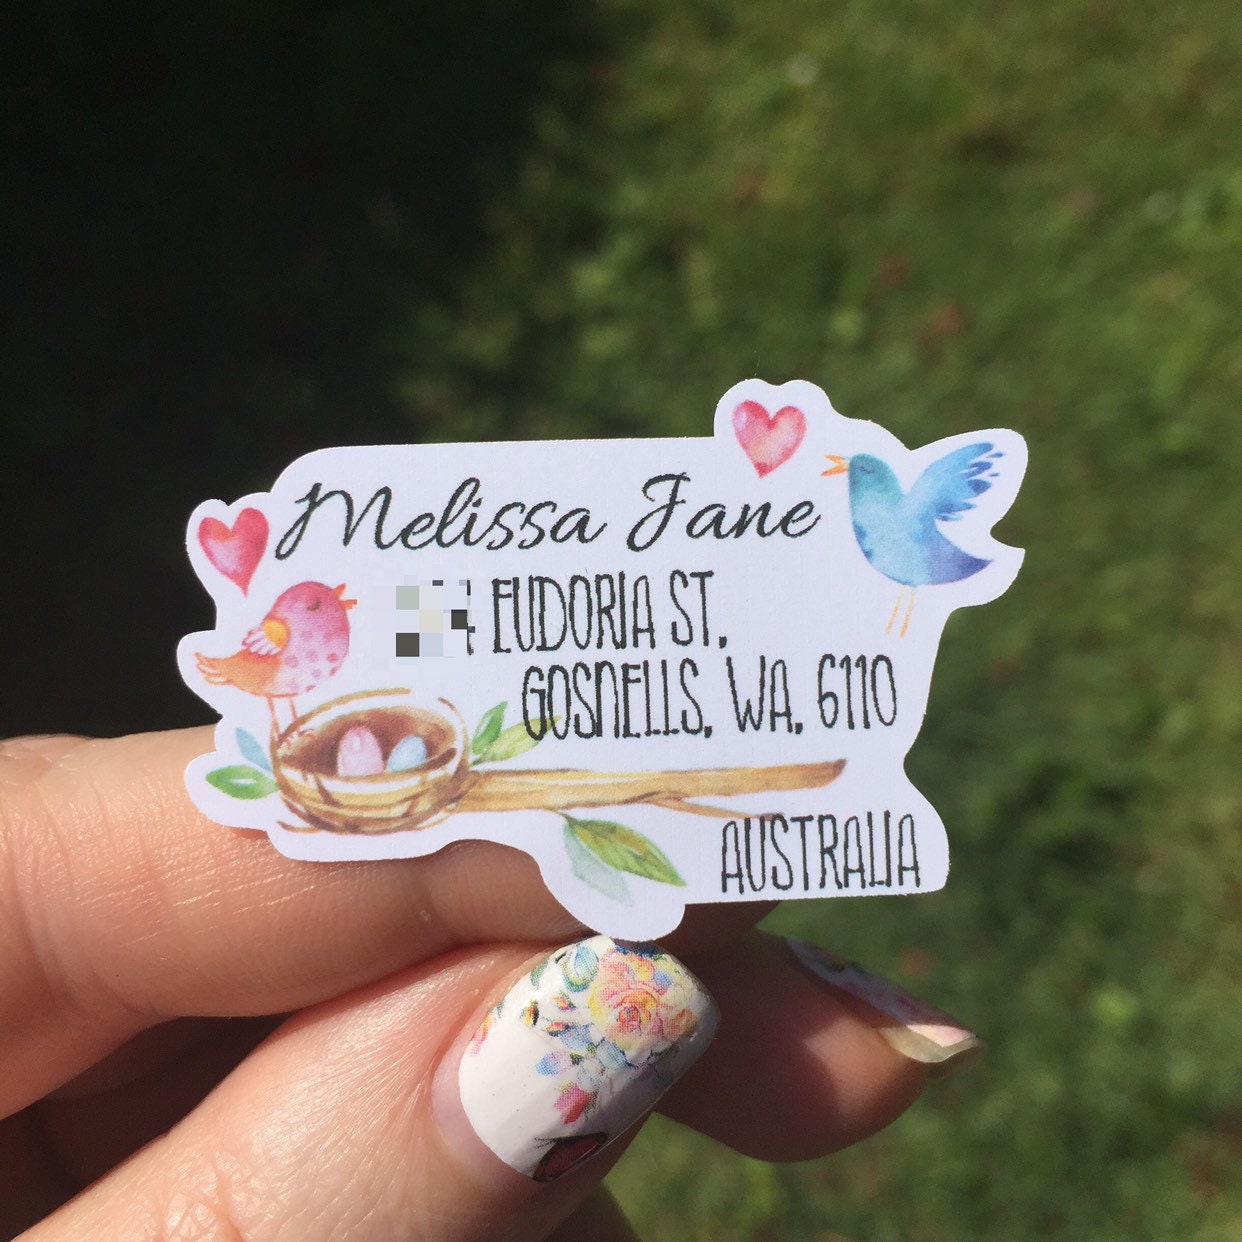 Melissa Jane
EUDORIA ST.
GOSNELLS, WA, 6110
AUSTRALIA